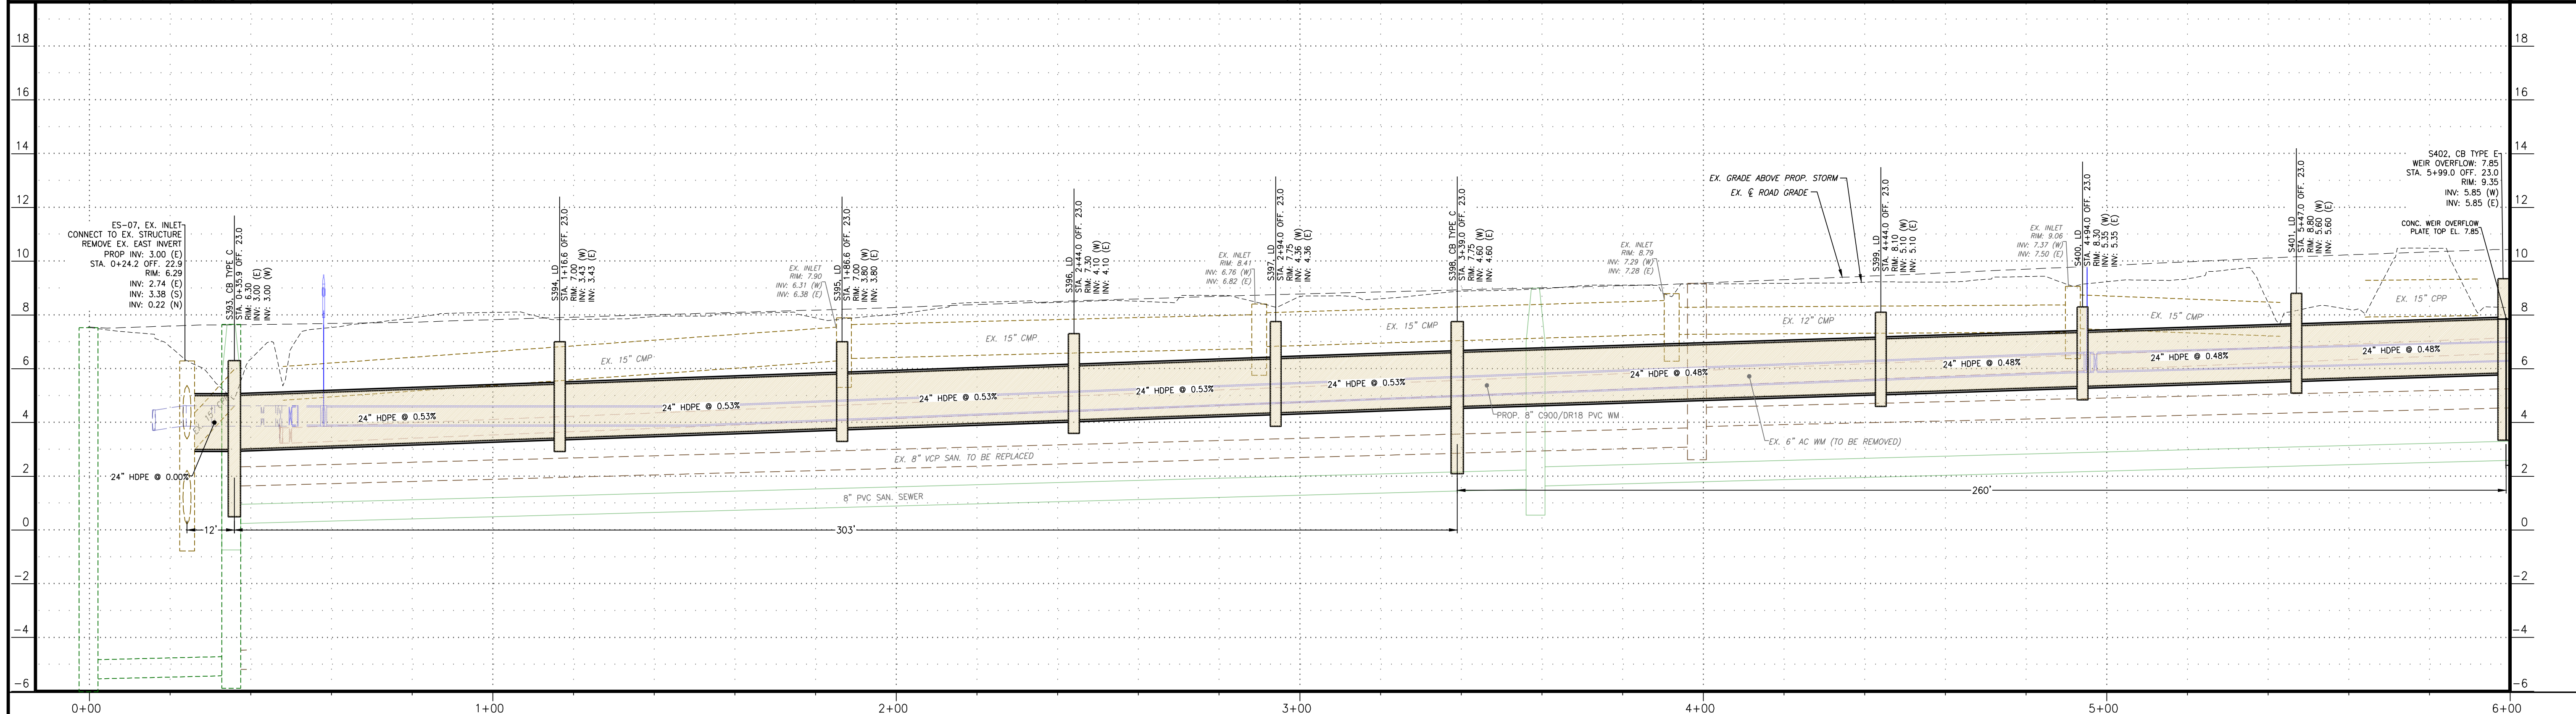 18
16
14
12
10
8
6
4
2
0
-2
-4
-6
ES-07, EX. INLET
CONNECT TO EX. STRUCTURE
REMOVE EX. EAST INVERT
PROP INV: 3.00 (E)
STA. 0+24.2 OFF. 22.9
RIM: 6.29
INV: 2.74 (E)
INV: 3.38 (S)
INV: 0.22 (N)
S393, CB TYPE C
STA. 0+35.9 OFF. 23.0
RIM: 6.30
INV: 3.00 (E)
INV: 3.00 (W)
24" HDPE @ 0.00%
12'
24" HDPE @ 0.53%
S394, LD
STA. 1+16.6 OFF. 23.0
RIM: 7.00
INV: 3.43 (W)
INV: 3.43 (E)
EX. 15" CMP
24" HDPE @ 0.53%
EX. INLET
RIM: 7.90
INV: 6.31 (W)
INV: 6.38 (E)
S395, LD
STA. 1+86.6 OFF. 23.0
RIM: 7.00
INV: 3.80 (W)
INV: 3.80 (E)
303'
8" PVC SAN. SEWER
EX. 8" VCP SAN. TO BE REPLACED
24" HDPE @ 0.53%
EX. 15" CMP
S396, LD
STA. 2+44.0 OFF. 23.0
RIM: 7.30
INV: 4.10 (W)
INV: 4.10 (E)
24" HDPE @ 0.53%
EX. INLET
RIM: 8.41
INV: 6.76 (W)
INV: 6.82 (E)
S397, LD
STA. 2+94.0 OFF. 23.0
RIM: 7.75
INV: 4.36 (W)
INV: 4.36 (E)
EX. 15" CMP
24" HDPE @ 0.53%
S398, CB TYPE C
STA. 3+39.0 OFF. 23.0
RIM: 7.75
INV: 4.60 (W)
INV: 4.60 (E)
PROP. 8" C900/DR18 PVC WM
EX. INLET
RIM: 8.79
INV: 7.29 (W)
INV: 7.28 (E)
24" HDPE @ 0.48%
EX. GRADE ABOVE PROP. STORM
EX. ℄ ROAD GRADE
EX. 12" CMP
EX. 6" AC WM (TO BE REMOVED)
260'
S399, LD
STA. 4+44.0 OFF. 23.0
RIM: 8.10
INV: 5.10 (W)
INV: 5.10 (E)
24" HDPE @ 0.48%
EX. INLET
RIM: 9.06
INV: 7.37 (W)
INV: 7.50 (E)
S400, LD
STA. 4+94.0 OFF. 23.0
RIM: 8.30
INV: 5.35 (W)
INV: 5.35 (E)
EX. 15" CMP
24" HDPE @ 0.48%
S401, LD
STA. 5+47.0 OFF. 23.0
RIM: 8.80
INV: 5.60 (W)
INV: 5.60 (E)
24" HDPE @ 0.48%
EX. 15" CPP
S402, CB TYPE E
WEIR OVERFLOW: 7.85
STA. 5+99.0 OFF. 23.0
RIM: 9.35
INV: 5.85 (W)
INV: 5.85 (E)
CONC. WEIR OVERFLOW
PLATE TOP EL. 7.85
18
16
14
12
10
8
6
4
2
0
-2
-4
-6
0+00
1+00
2+00
3+00
4+00
5+00
6+00